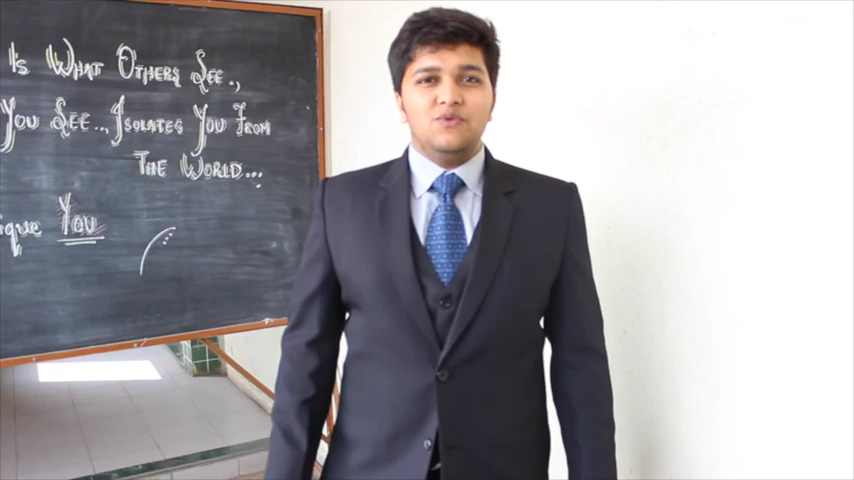 Is What Others See.,
You See.., Isolates You From
The World...
ique You